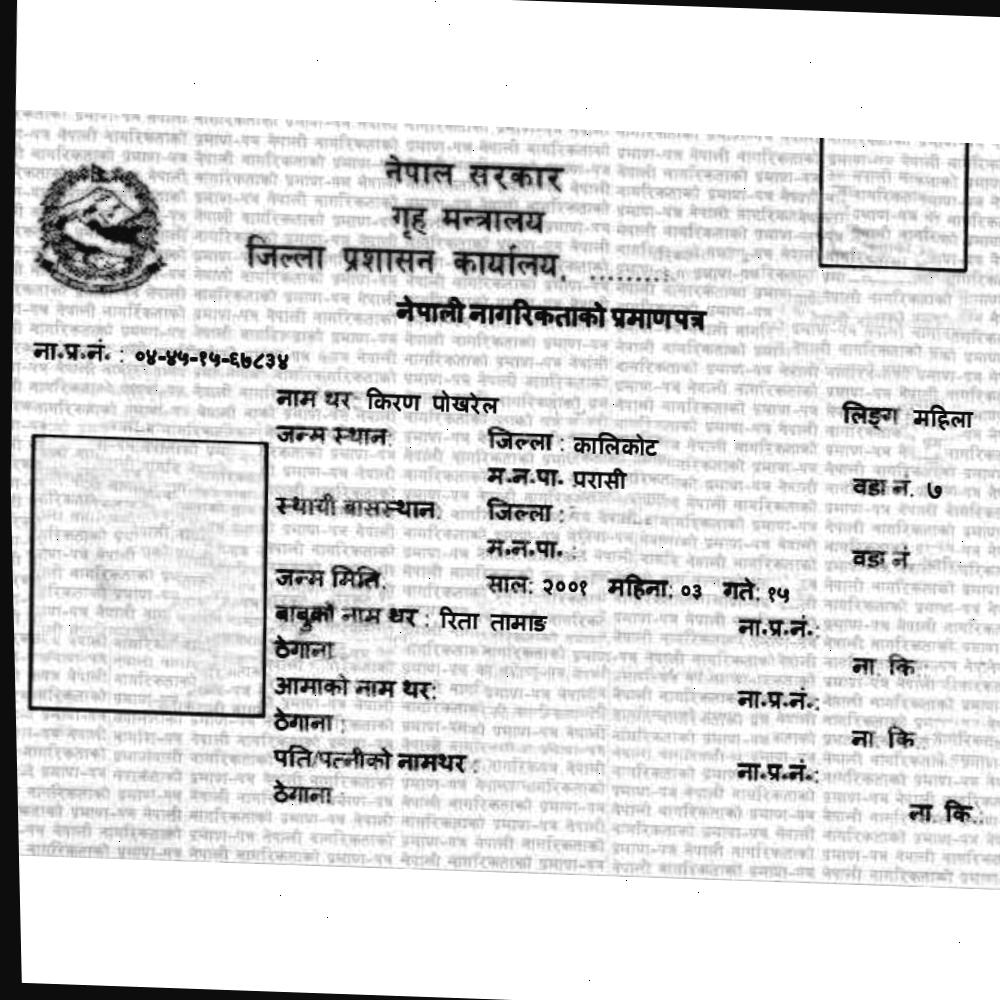 नेपाल सरकार
गृह मन्त्रालय
जिल्ला प्रशासन कार्यालय, .........
नेपाली नागरिकताको प्रमाणपत्र
ना.प्र.नं. : ०४-४५-१५-६७८३४
नाम थर: किरण पोखरेल लिङ्ग महिला
जन्म स्थान: जिल्ला : कालिकोट
म.न.पा. प्ररासी वडा नं. ७
स्थायी बासस्थान: जिल्ला :
म.न.पा. : वडा नं.
जन्म मिति: साल: २००१ महिना: ०३ गते: १५
बाबुको नाम थर : रिता तामाङ ना.प्र.नं.:
ठेगाना ना. कि. :
आमाको नाम थर: ना.प्र.नं.:
ठेगाना : ना. कि. :
पति/पत्नीको नामथर : ना.प्र.नं.:
ठेगाना : ना. कि.: